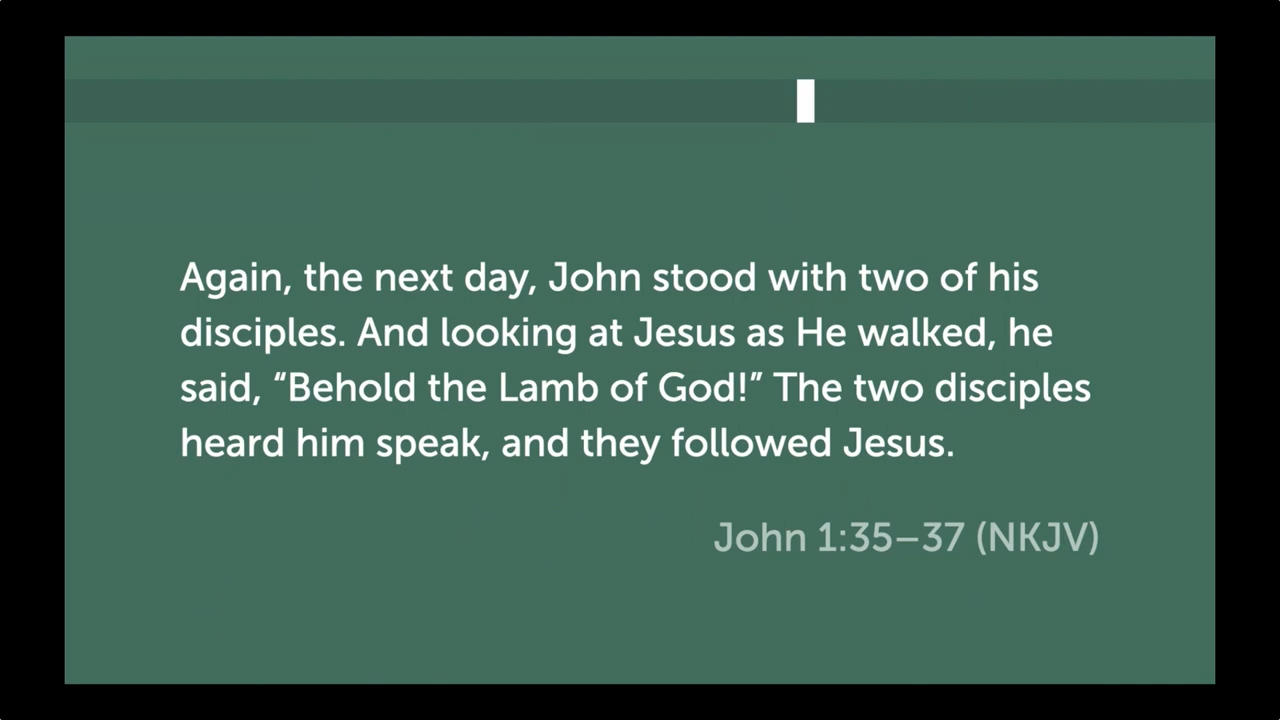 Again, the next day, John stood with two of his
disciples. And looking at Jesus as He walked, he
said, “Behold the Lamb of God!” The two disciples
heard him speak, and they followed Jesus.
John 1:35–37 (NKJV)